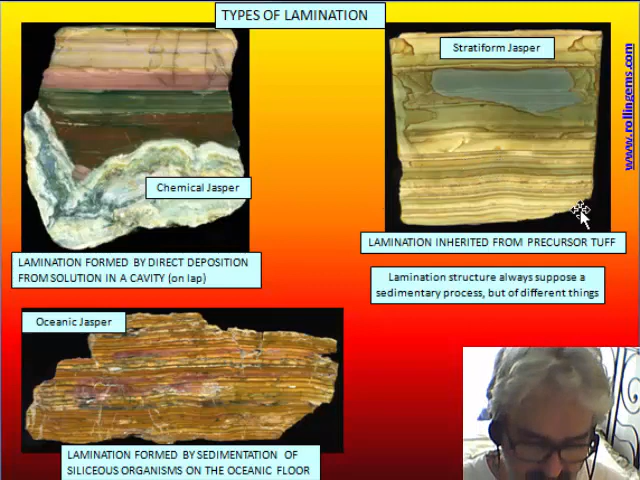 TYPES OF LAMINATION
Stratiform Jasper
www.rollingems.com
Chemical Jasper
LAMINATION INHERITED FROM PRECURSOR TUFF
LAMINATION FORMED BY DIRECT DEPOSITION
FROM SOLUTION IN A CAVITY (on lap)
Lamination structure always suppose a
sedimentary process, but of different things
Oceanic Jasper
LAMINATION FORMED BY SEDIMENTATION OF
SILICEOUS ORGANISMS ON THE OCEANIC FLOOR